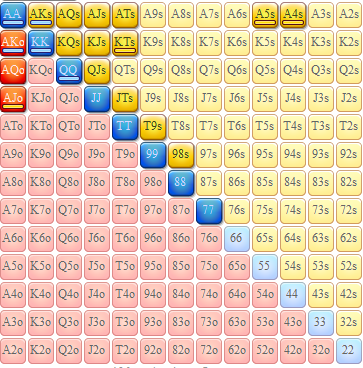 AA AKs AQs AJs ATs A9s A8s A7s A6s A5s A4s A3s A2s
AKo KK KQs KJs KTs K9s K8s K7s K6s K5s K4s K3s K2s
AQo KQo QQ QJs QTs Q9s Q8s Q7s Q6s Q5s Q4s Q3s Q2s
AJo KJo QJo JJ JTs J9s J8s J7s J6s J5s J4s J3s J2s
ATo KTo QTo JTo TT T9s T8s T7s T6s T5s T4s T3s T2s
A9o K9o Q9o J9o T9o 99 98s 97s 96s 95s 94s 93s 92s
A8o K8o Q8o J8o T8o 98o 88 87s 86s 85s 84s 83s 82s
A7o K7o Q7o J7o T7o 97o 87o 77 76s 75s 74s 73s 72s
A6o K6o Q6o J6o T6o 96o 86o 76o 66 65s 64s 63s 62s
A5o K5o Q5o J5o T5o 95o 85o 75o 65o 55 54s 53s 52s
A4o K4o Q4o J4o T4o 94o 84o 74o 64o 54o 44 43s 42s
A3o K3o Q3o J3o T3o 93o 83o 73o 63o 53o 43o 33 32s
A2o K2o Q2o J2o T2o 92o 82o 72o 62o 52o 42o 32o 22